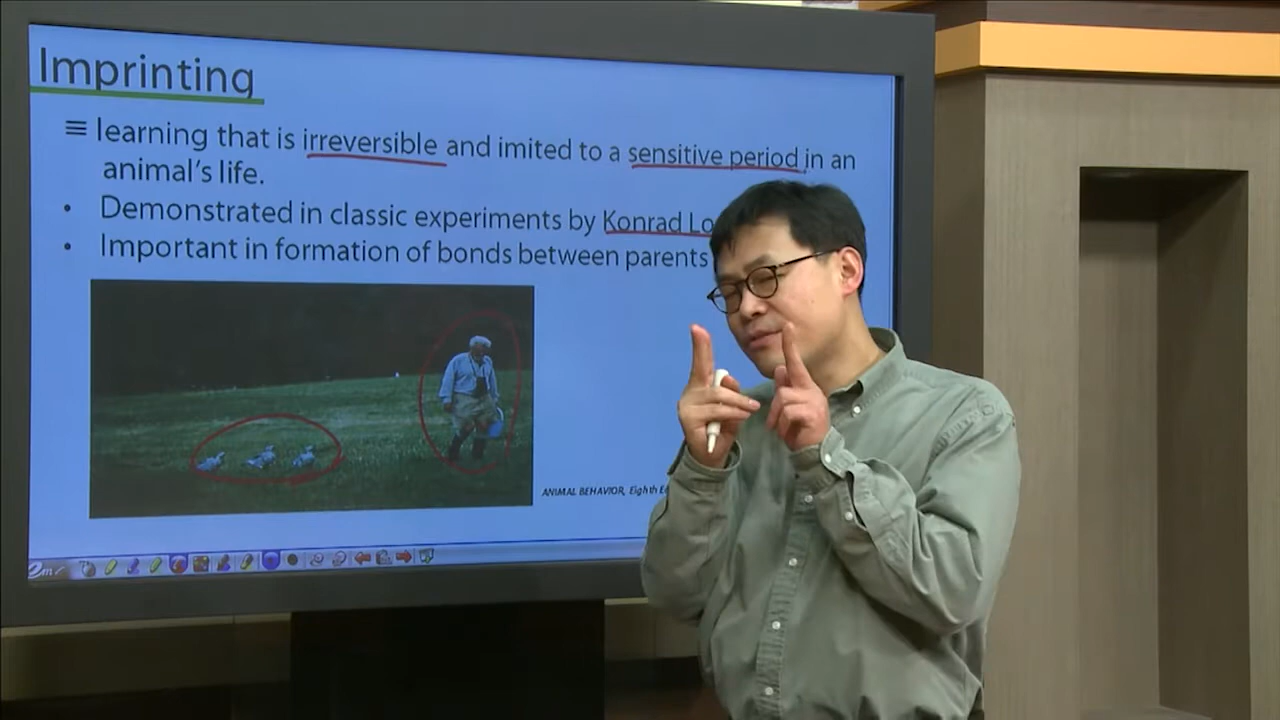 Imprinting
≡ learning that is irreversible and imited to a sensitive period in an
animal's life.
• Demonstrated in classic experiments by Konrad Lo
• Important in formation of bonds between parents
ANIMAL BEHAVIOR, Eighth E